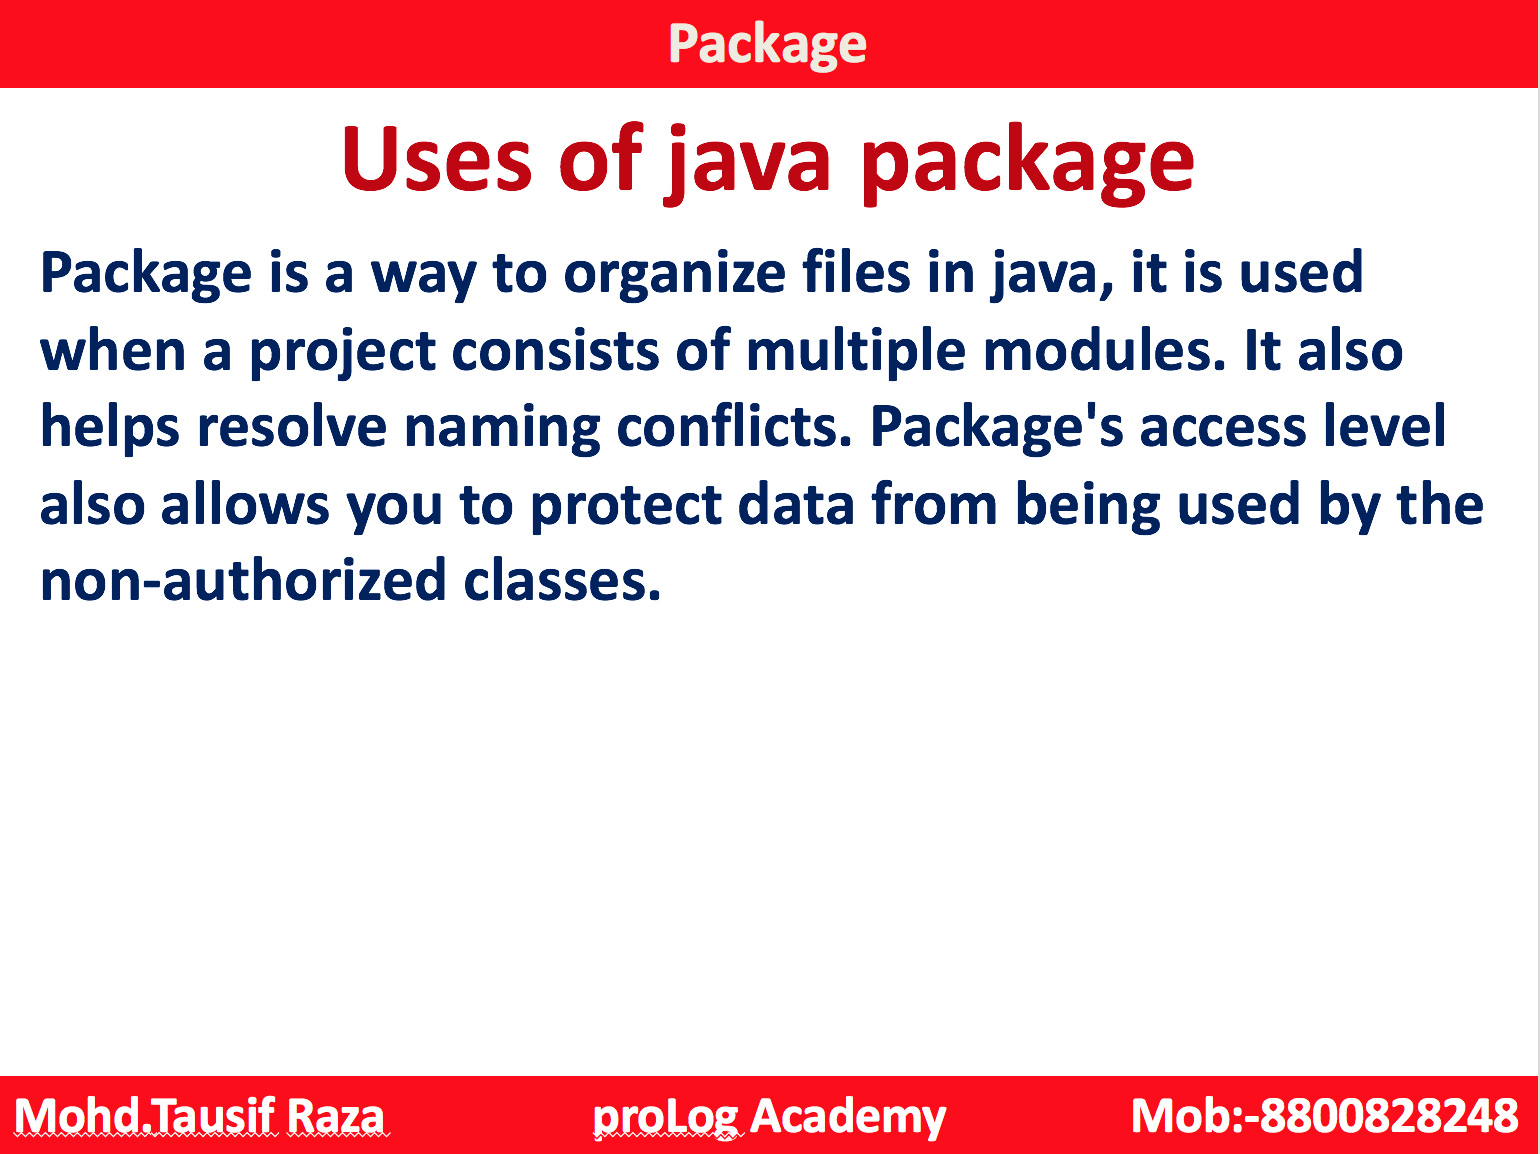 Package
Uses of java package
Package is a way to organize files in java, it is used
when a project consists of multiple modules. It also
helps resolve naming conflicts. Package's access level
also allows you to protect data from being used by the
non-authorized classes.
Mohd.Tausif Raza proLog Academy Mob:-8800828248